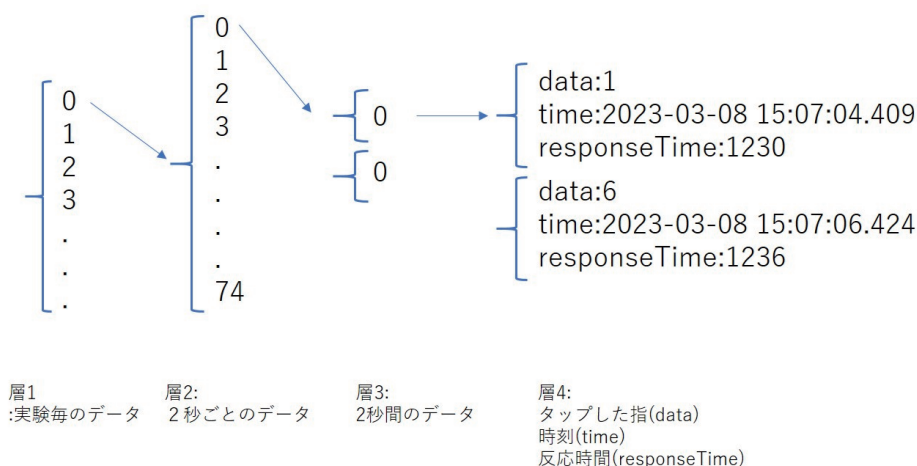 0
1
2
3
.
.
.
0
1
2
3
.
.
.
.
74
0
0
data:1
time:2023-03-08 15:07:04.409
responseTime:1230
data:6
time:2023-03-08 15:07:06.424
responseTime:1236
層1
:実験毎のデータ
層2:
２秒ごとのデータ
層3:
2秒間のデータ
層4:
タップした指(data)
時刻(time)
反応時間(responseTime)